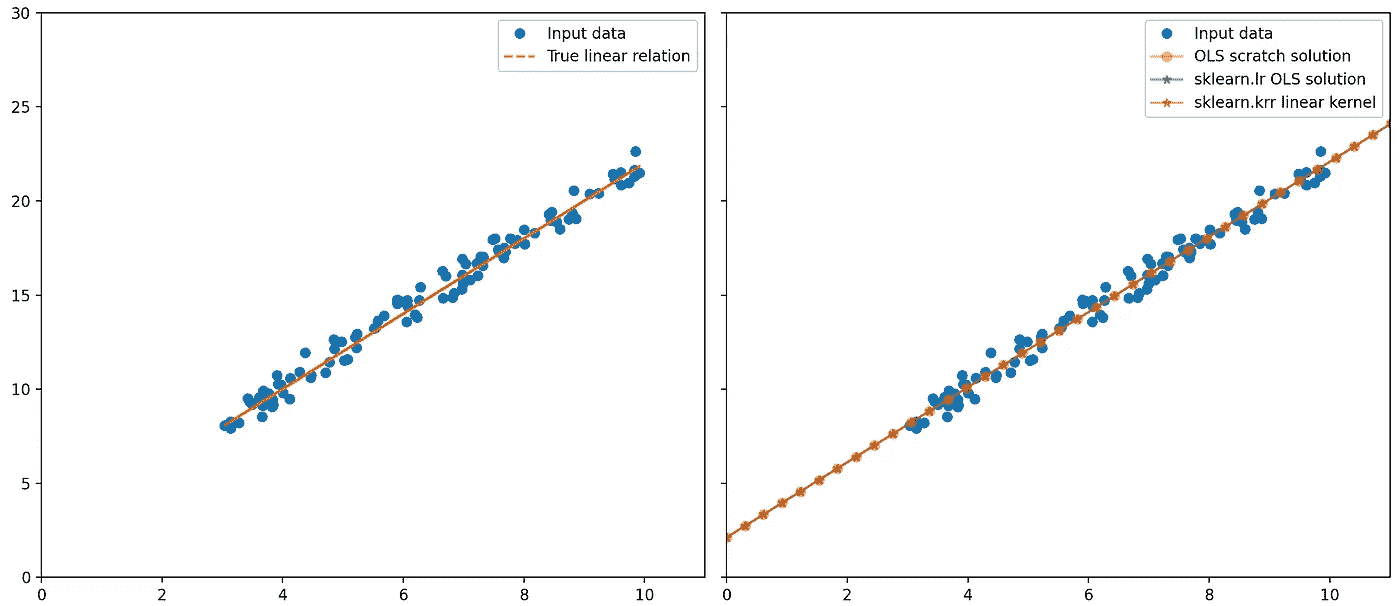 30
25
20
15
10
5
0
0 2 4 6 8 10
Input data
True linear relation
0 2 4 6 8 10
Input data
OLS scratch solution
sklearn.lr OLS solution
sklearn.krr linear kernel